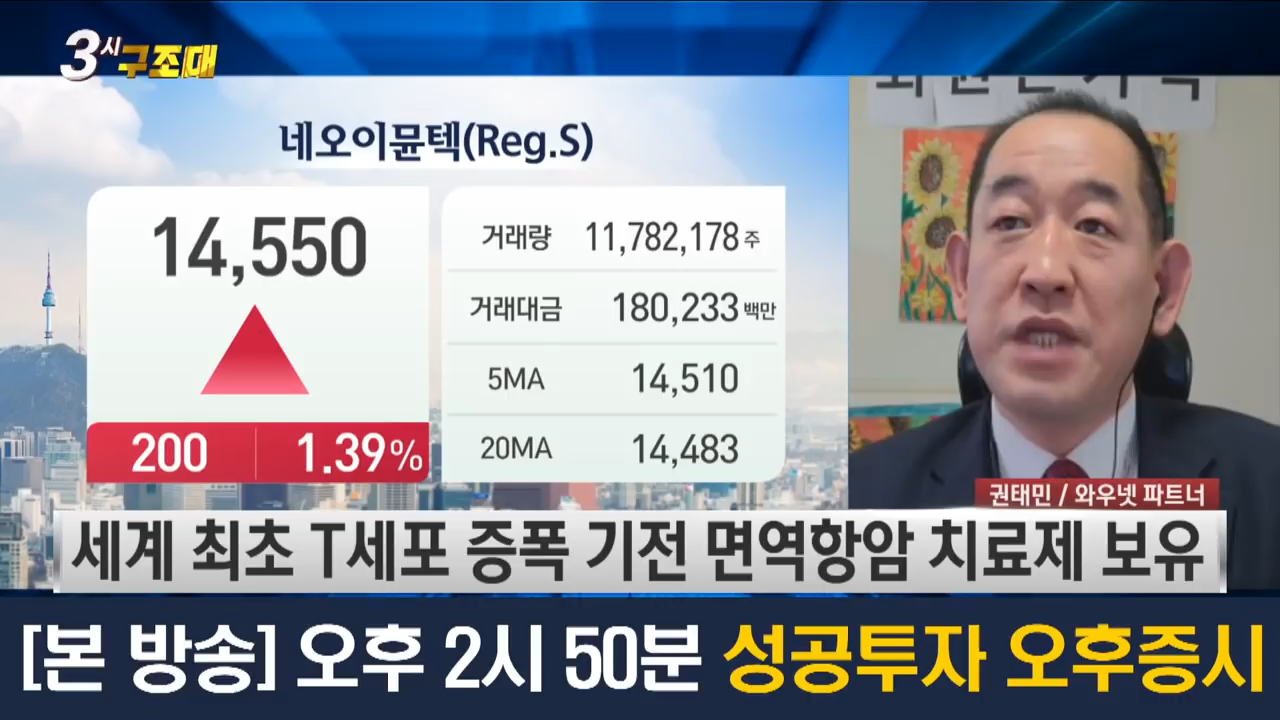 3시 구조대
네오이뮨텍(Reg.S)
14,550
200 1.39%
거래량 11,782,178 주
거래대금 180,233 백만
5MA 14,510
20MA 14,483
권태민 / 와우넷 파트너
세계 최초 T세포 증폭 기전 면역항암 치료제 보유
[본 방송] 오후 2시 50분 성공투자 오후증시